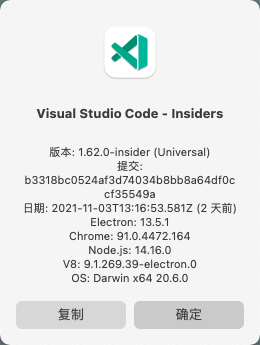 Visual Studio Code - Insiders
版本: 1.62.0-insider (Universal)
提交:
b3318bc0524af3d74034b8bb8a64df0c
cf35549a
日期: 2021-11-03T13:16:53.581Z (2 天前)
Electron: 13.5.1
Chrome: 91.0.4472.164
Node.js: 14.16.0
V8: 9.1.269.39-electron.0
OS: Darwin x64 20.6.0
复制
确定